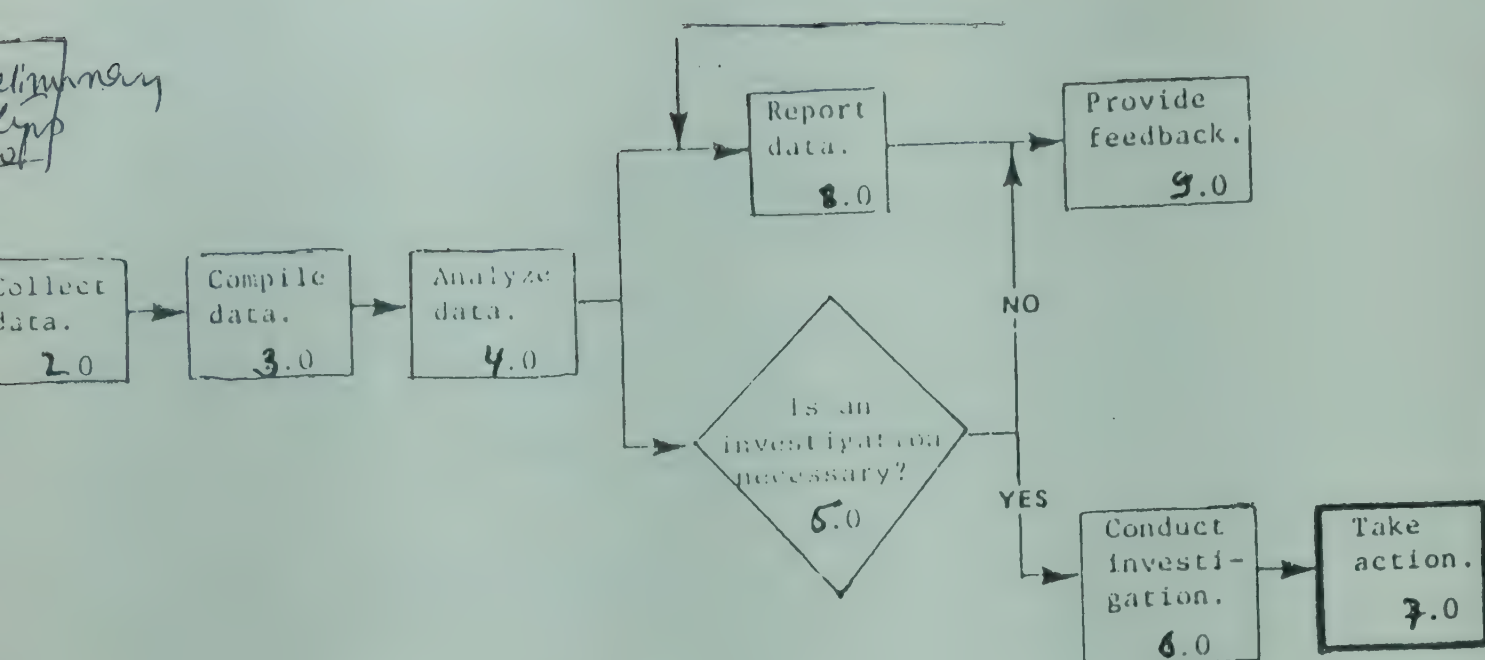 Report
data.
8.0
Provide
feedback.
9.0
Collect
data.
2.0
Compile
data.
3.0
Analyze
data.
4.0
NO
Is an
investigation
necessary?
5.0
YES
Conduct
investi-
gation.
6.0
Take
action.
7.0